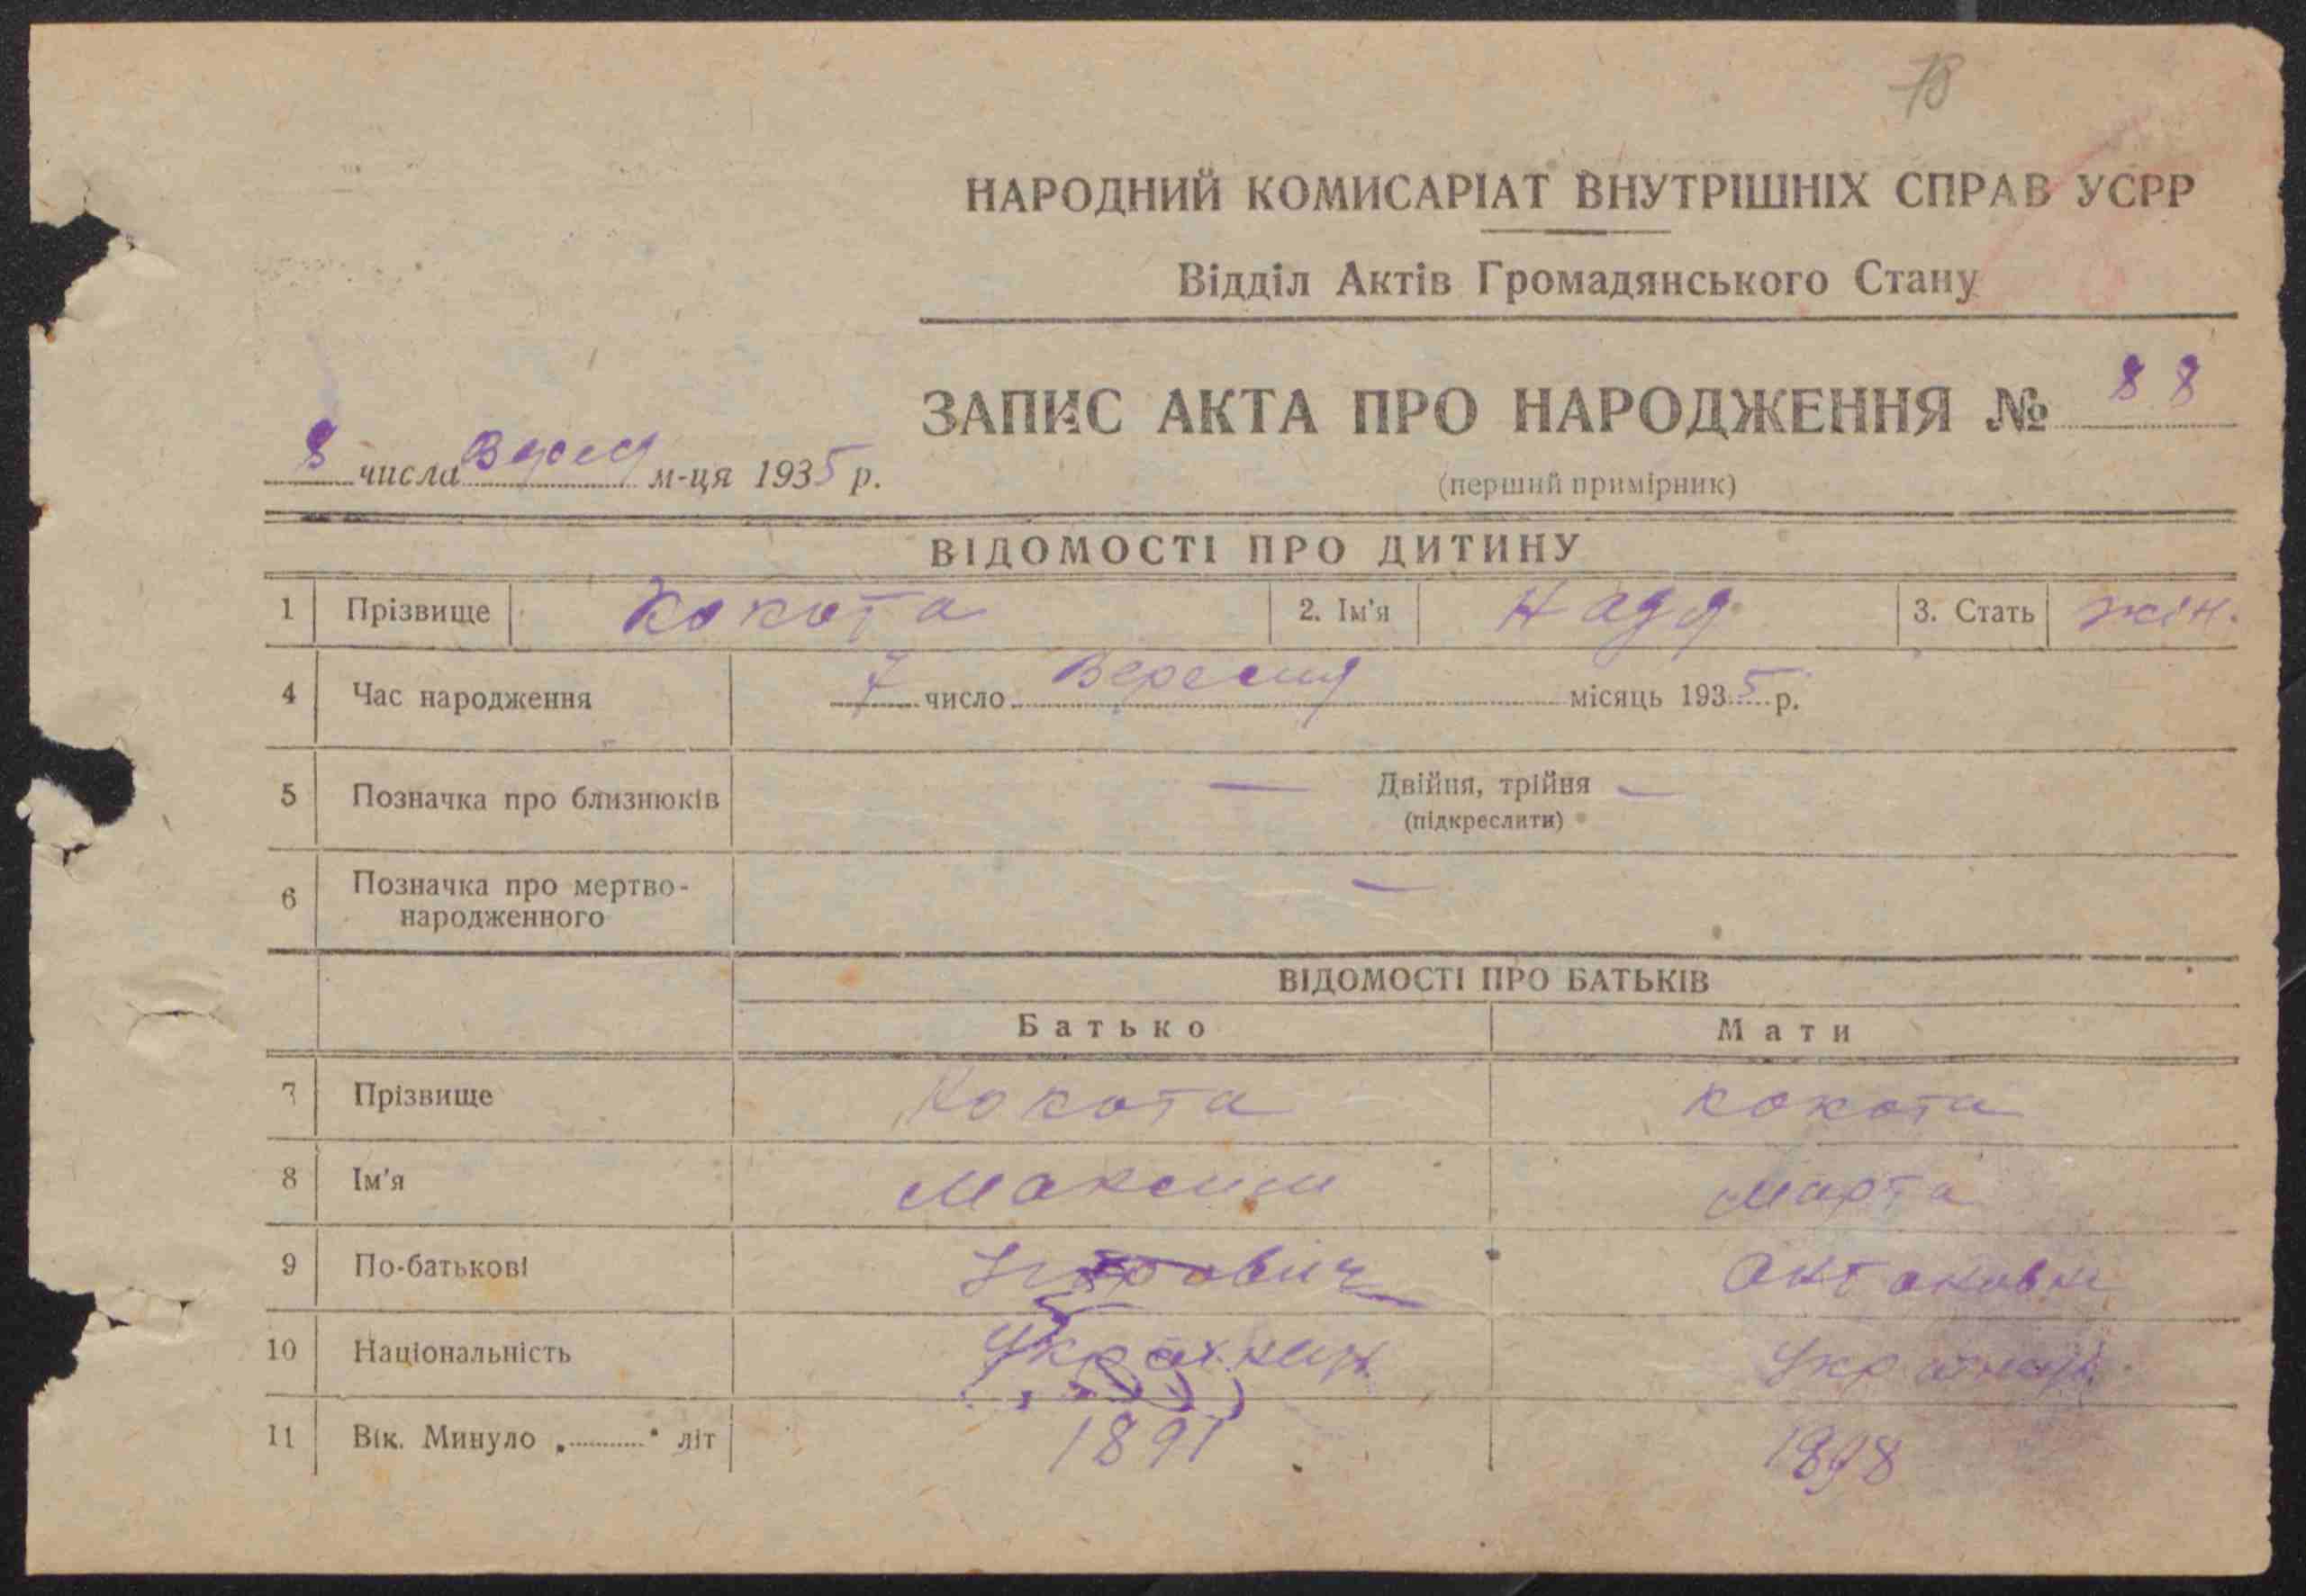 78
НАРОДНИЙ КОМИСАРІАТ ВНУТРІШНІХ СПРАВ УСРР
Відділ Актів Громадянського Стану
ЗАПИС АКТА ПРО НАРОДЖЕННЯ № 88
8 числа м-ця 1935 р.
(перший примірник)
ВІДОМОСТІ ПРО ДИТИНУ
1 Прізвище Кокота 2. Ім'я Надя 3. Стать жін.
4 Час народження 7 число Вересня місяць 1935 р.
5 Позначка про близнюків — Двійня, трійня —
(підкреслити)
6 Позначка про мертво-
народженного —
ВІДОМОСТІ ПРО БАТЬКІВ
Батько Мати
7 Прізвище Кокота Кокота
8 Ім'я Максим Марта
9 По-батькові Антоновн
10 Національність
11 Вік. Минуло „..........“ літ 1891 1898